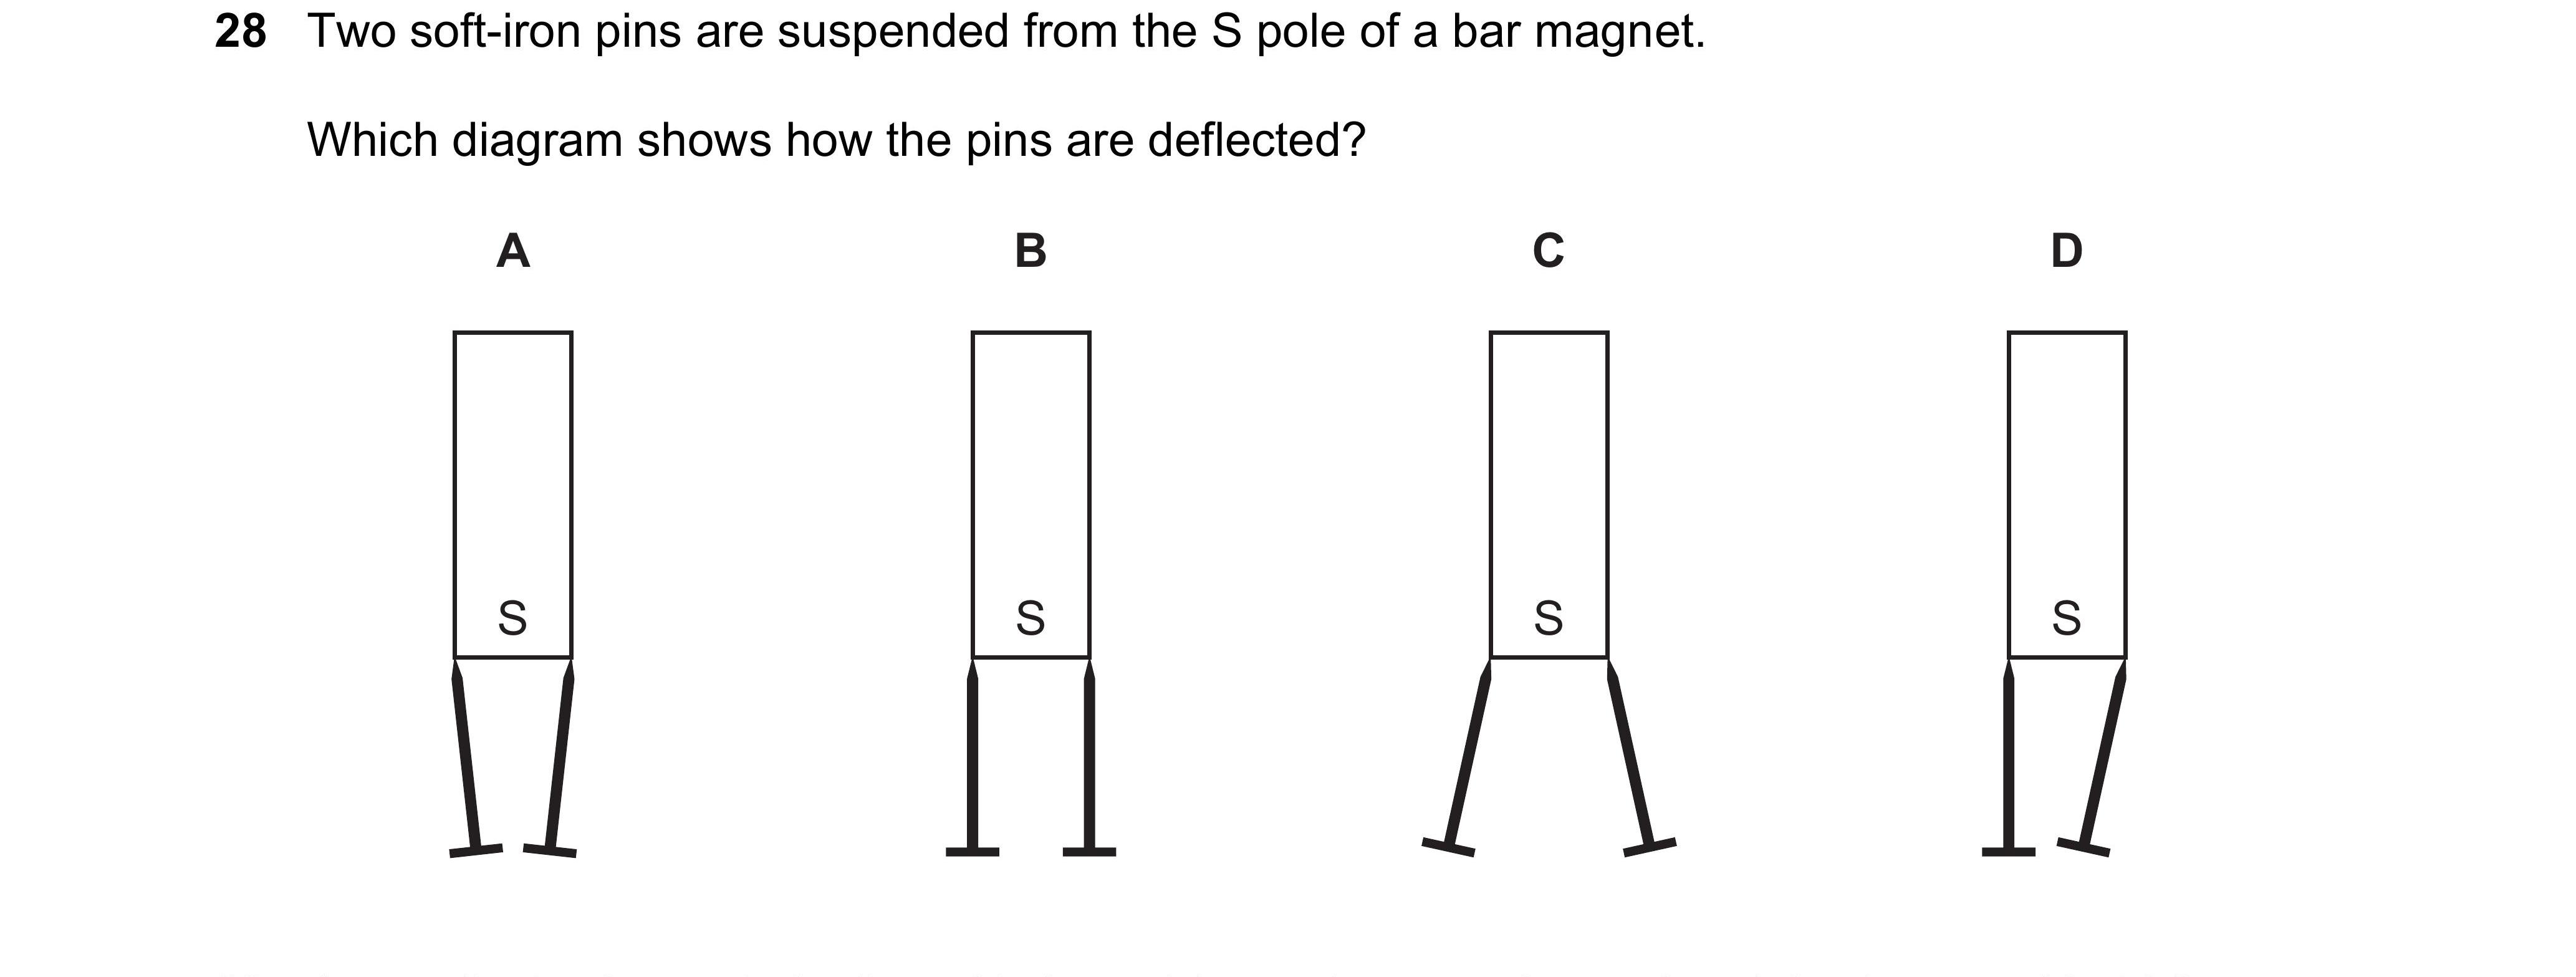 28 Two soft-iron pins are suspended from the S pole of a bar magnet.
Which diagram shows how the pins are deflected?
A B C D
S S S S